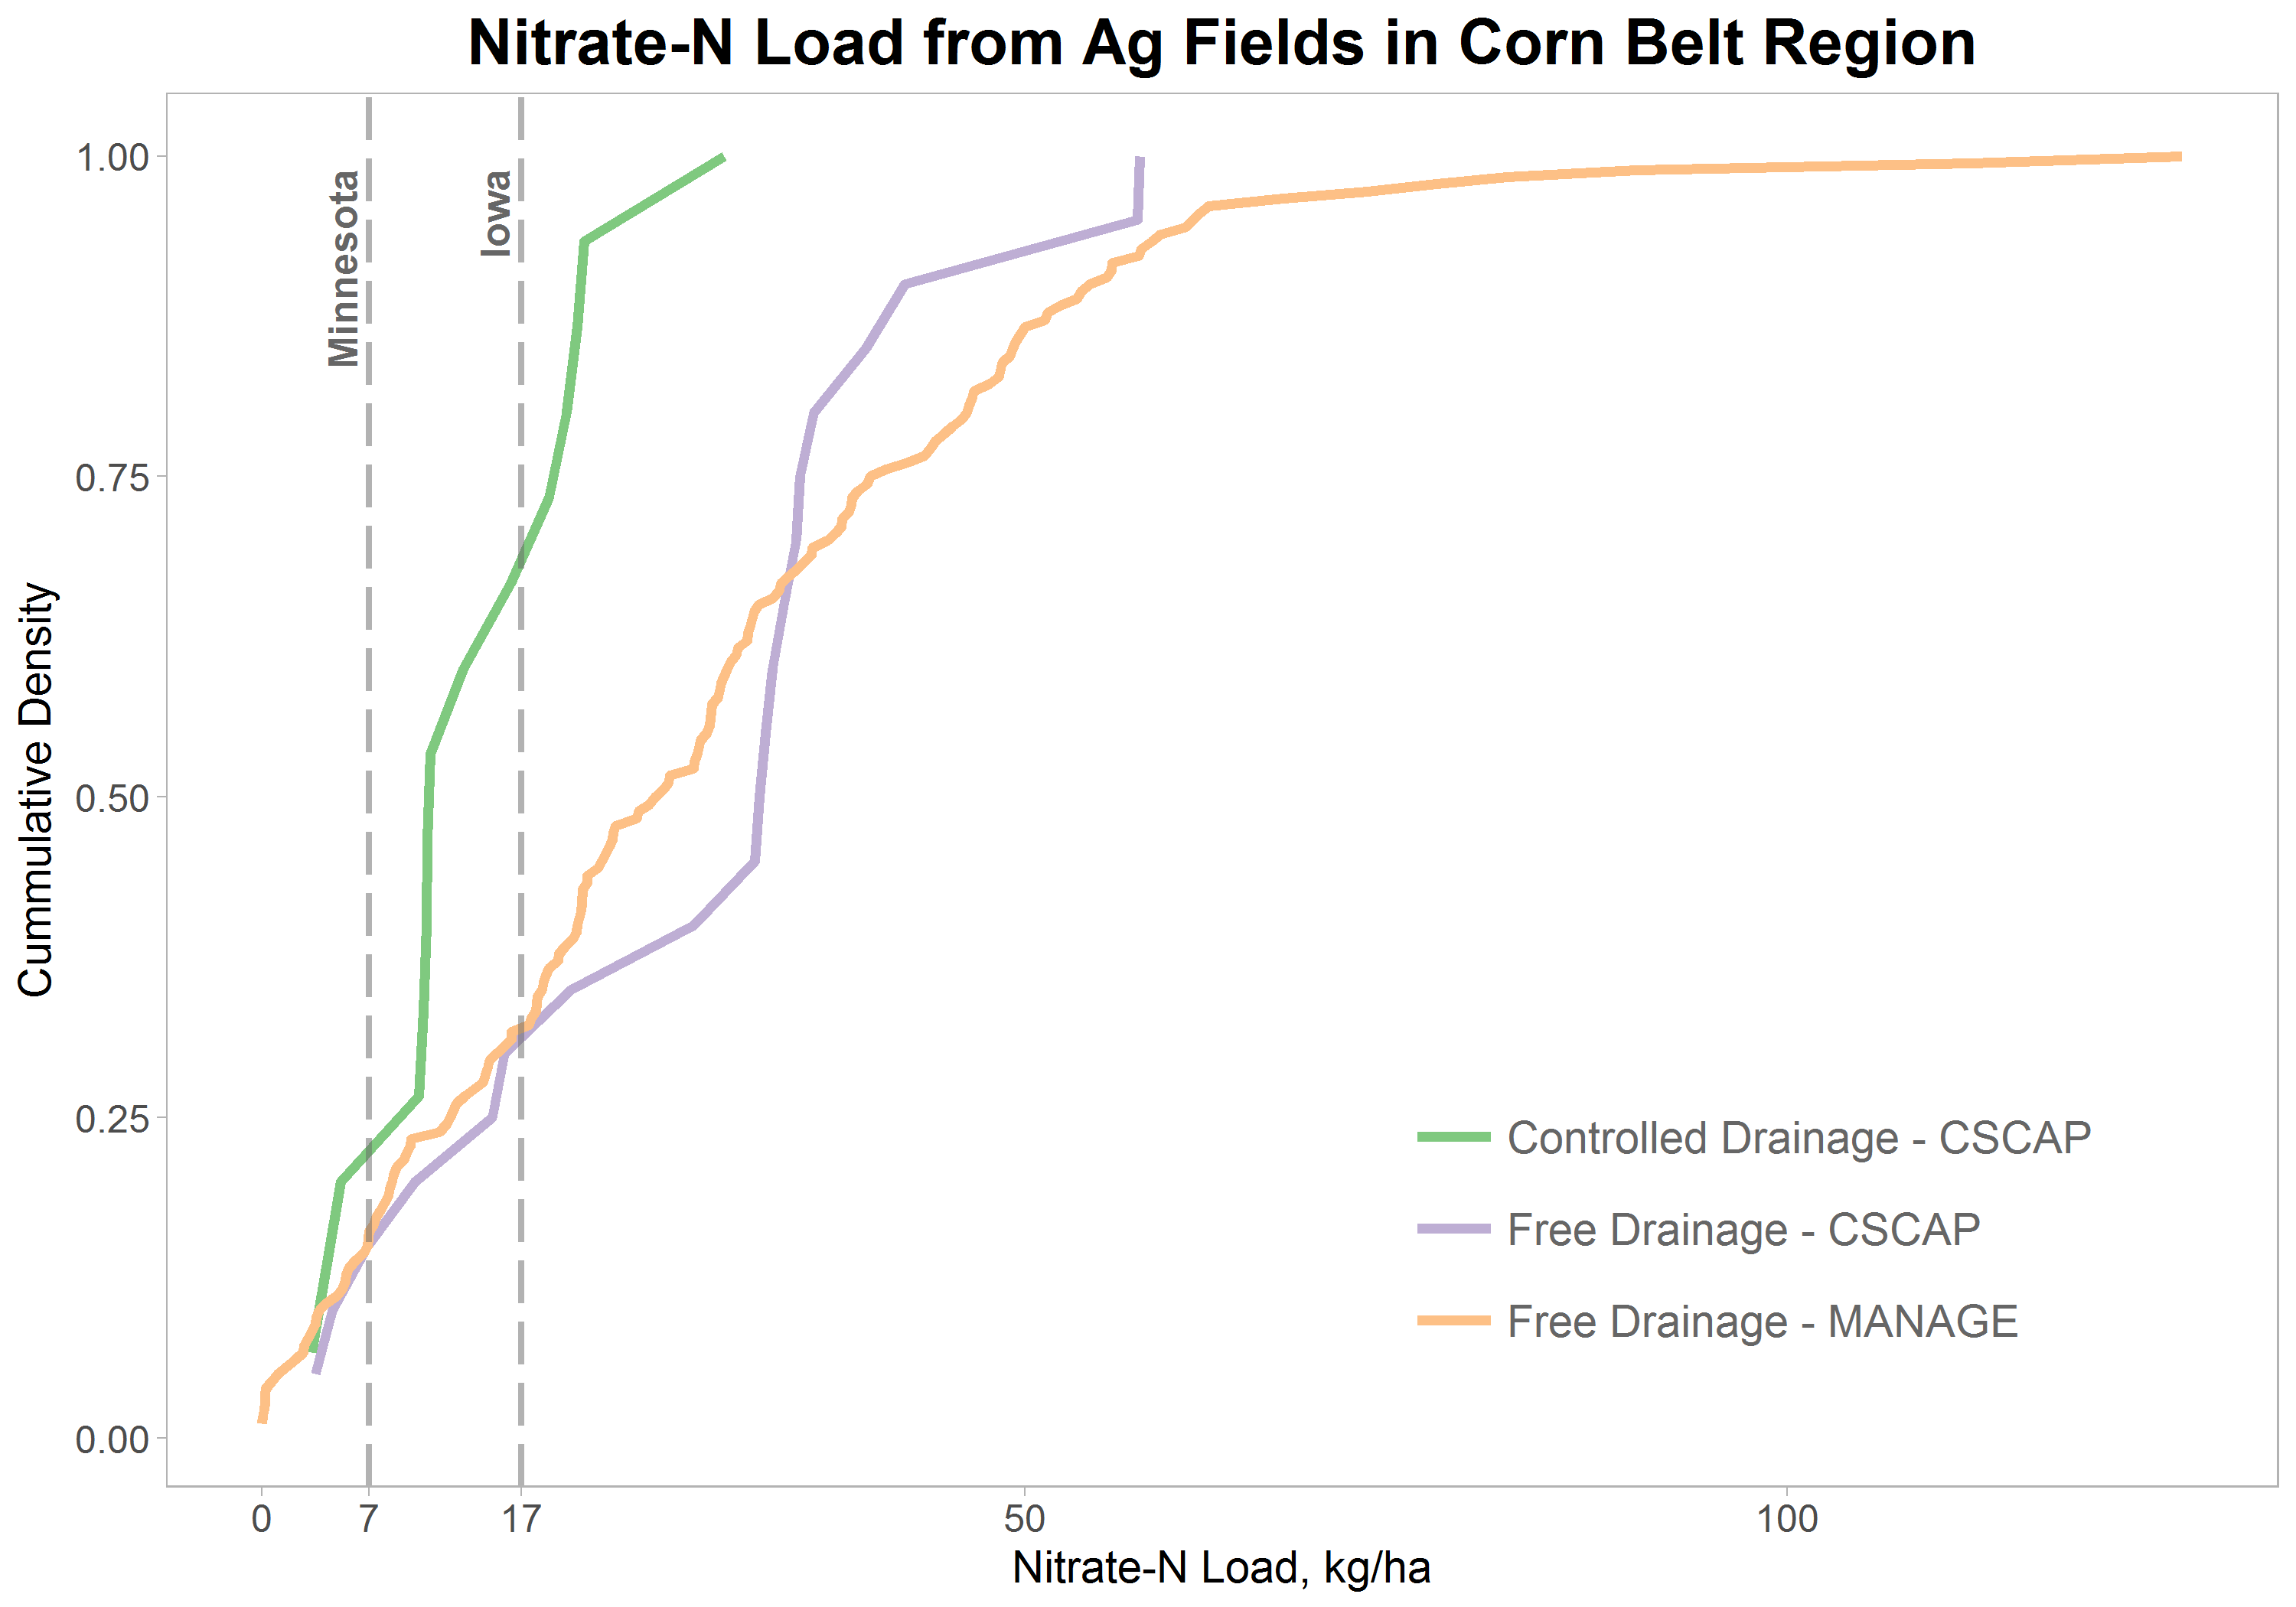 Nitrate-N Load from Ag Fields in Corn Belt Region
Cummulative Density
1.00
0.75
0.50
0.25
0.00
Minnesota
Iowa
Controlled Drainage - CSCAP
Free Drainage - CSCAP
Free Drainage - MANAGE
0 7 17 50 100
Nitrate-N Load, kg/ha